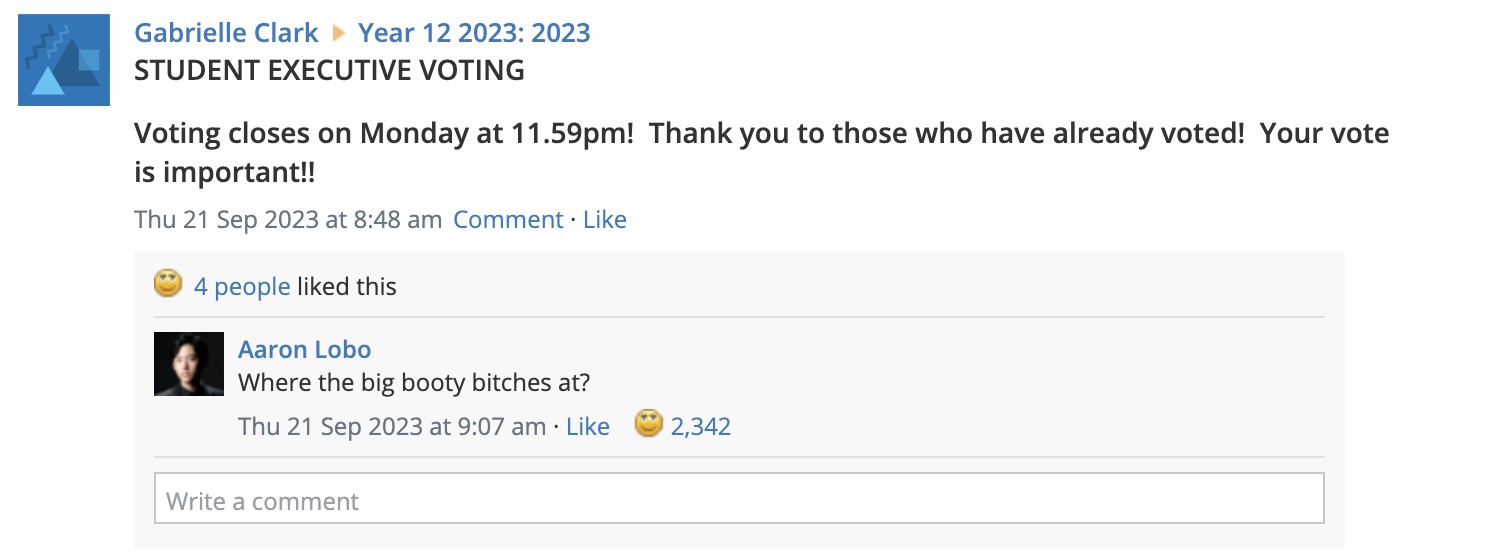 Gabrielle Clark Year 12 2023: 2023
STUDENT EXECUTIVE VOTING
Voting closes on Monday at 11.59pm!  Thank you to those who have already voted!  Your vote
is important!!
Thu 21 Sep 2023 at 8:48 am Comment · Like
4 people liked this
Aaron Lobo
Where the big booty bitches at?
Thu 21 Sep 2023 at 9:07 am · Like 2,342
Write a comment